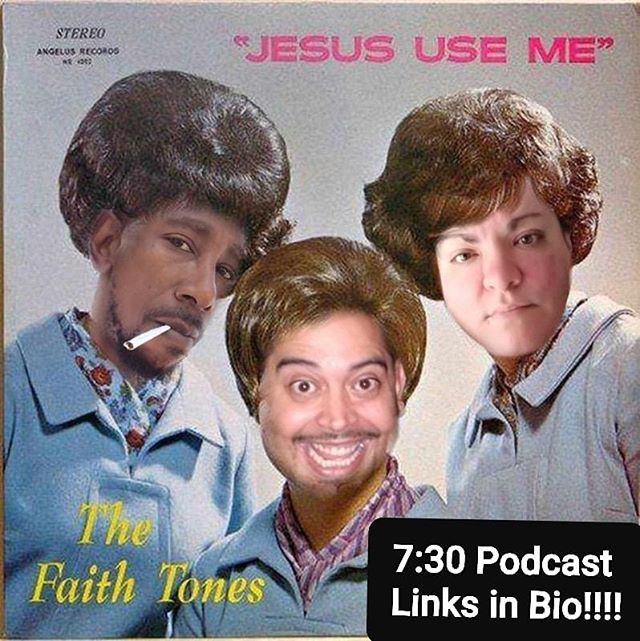 STEREO
ANGELUS RECORDS
"JESUS USE ME"
The
Faith Tones
7:30 Podcast
Links in Bio!!!!